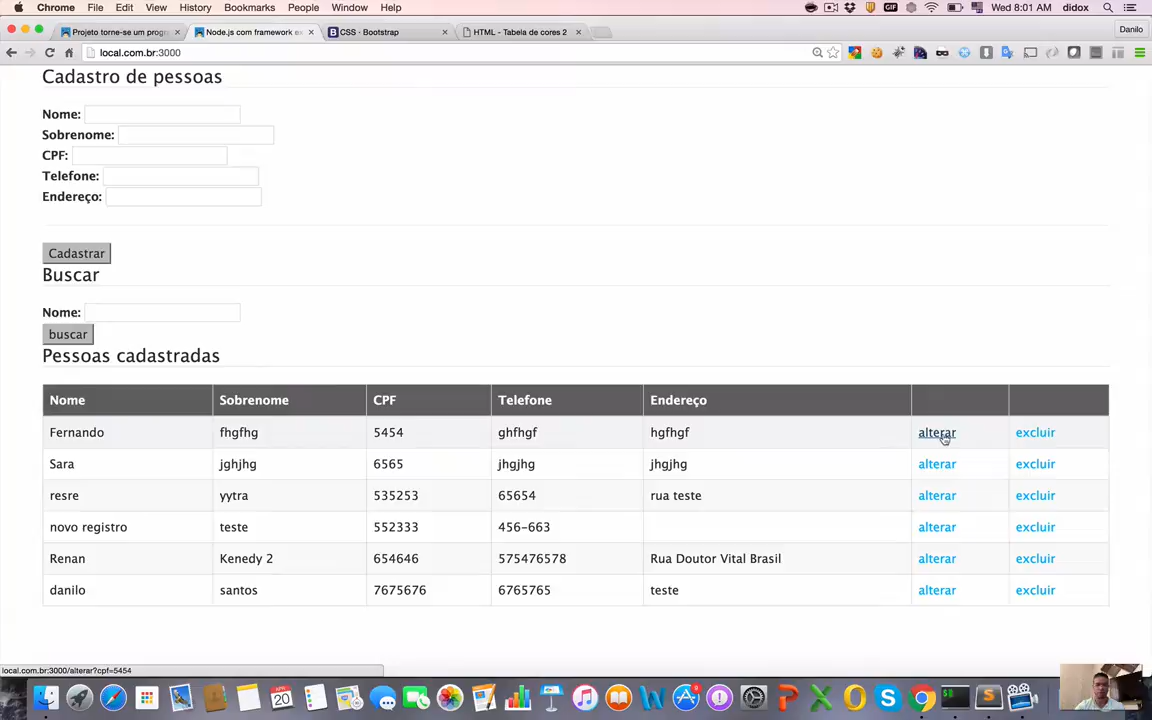 Chrome File Edit View History Bookmarks People Window Help GIF Wed 8:01 AM didox
Projeto torne-se um progr Node.js com framework ex CSS · Bootstrap HTML - Tabela de cores 2 Danilo
local.com.br:3000
Cadastro de pessoas
Nome:
Sobrenome:
CPF:
Telefone:
Endereço:
Cadastrar
Buscar
Nome:
buscar
Pessoas cadastradas
Nome Sobrenome CPF Telefone Endereço
Fernando fhgfhg 5454 ghfhgf hgfhgf alterar excluir
Sara jghjhg 6565 jhgjhg jhgjhg alterar excluir
resre yytra 535253 65654 rua teste alterar excluir
novo registro teste 552333 456-663 alterar excluir
Renan Kenedy 2 654646 575476578 Rua Doutor Vital Brasil alterar excluir
danilo santos 7675676 6765765 teste alterar excluir
local.com.br:3000/alterar?cpf=5454